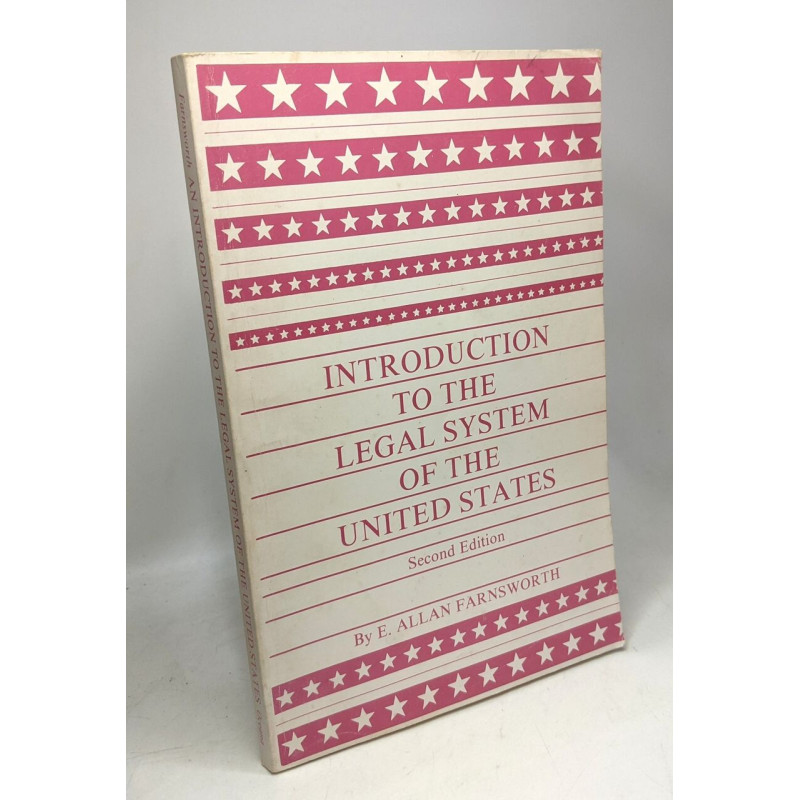 INTRODUCTION
TO THE
LEGAL SYSTEM
OF THE
UNITED STATES
Second Edition
By E. ALLAN FARNSWORTH
Farnsworth AN INTRODUCTION TO THE LEGAL SYSTEM OF THE UNITED STATES